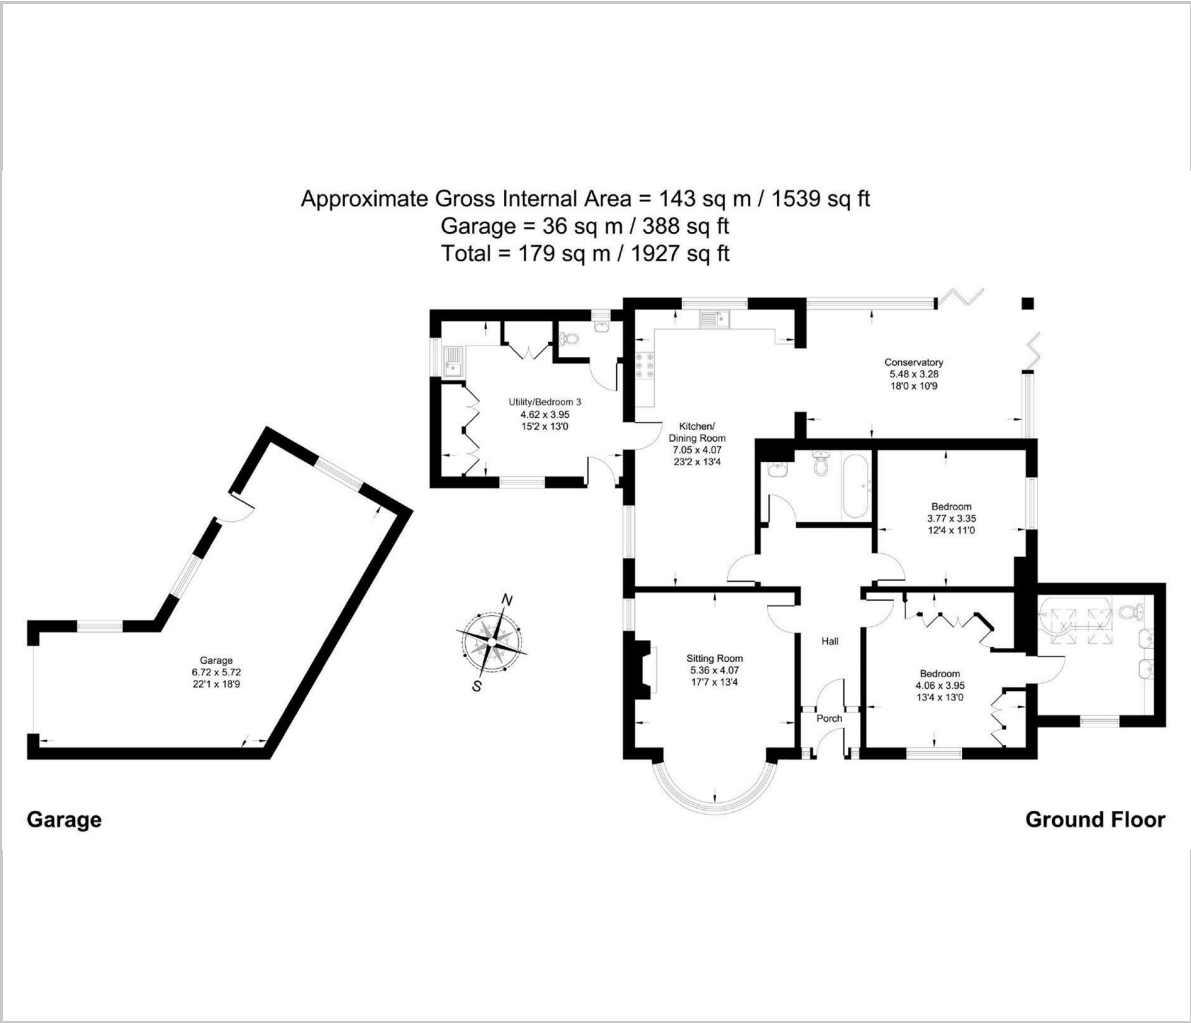 Approximate Gross Internal Area = 143 sq m / 1539 sq ft
Garage = 36 sq m / 388 sq ft
Total = 179 sq m / 1927 sq ft
Conservatory
5.48 x 3.28
18'0 x 10'9
Utility/Bedroom 3
4.62 x 3.95
15'2 x 13'0
Kitchen/
Dining Room
7.05 x 4.07
23'2 x 13'4
Bedroom
3.77 x 3.35
12'4 x 11'0
N
S
Garage
6.72 x 5.72
22'1 x 18'9
Sitting Room
5.36 x 4.07
17'7 x 13'4
Hall
Bedroom
4.06 x 3.95
13'4 x 13'0
Porch
Garage
Ground Floor